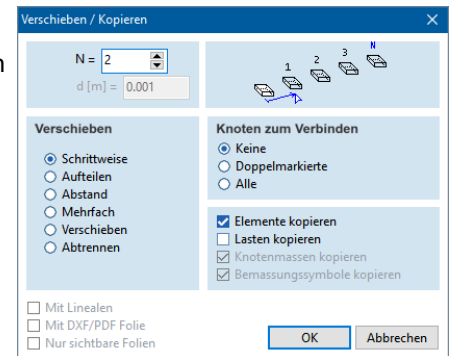 Verschieben / Kopieren
n
N = 2
d [m] = 0.001
1 2 3 N
Verschieben
Schrittweise
Aufteilen
Abstand
Mehrfach
Verschieben
Abtrennen
Knoten zum Verbinden
Keine
Doppelmarkierte
Alle
Elemente kopieren
Lasten kopieren
Knotenmassen kopieren
Bemassungssymbole kopieren
Mit Linealen
Mit DXF/PDF Folie
Nur sichtbare Folien
OK Abbrechen